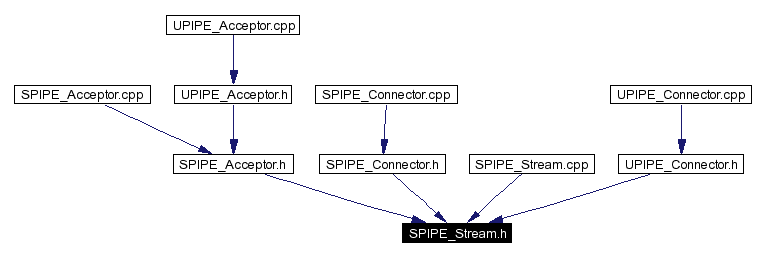 UPIPE_Acceptor.cpp
SPIPE_Acceptor.cpp
UPIPE_Acceptor.h
SPIPE_Connector.cpp
UPIPE_Connector.cpp
SPIPE_Acceptor.h
SPIPE_Connector.h
SPIPE_Stream.cpp
UPIPE_Connector.h
SPIPE_Stream.h